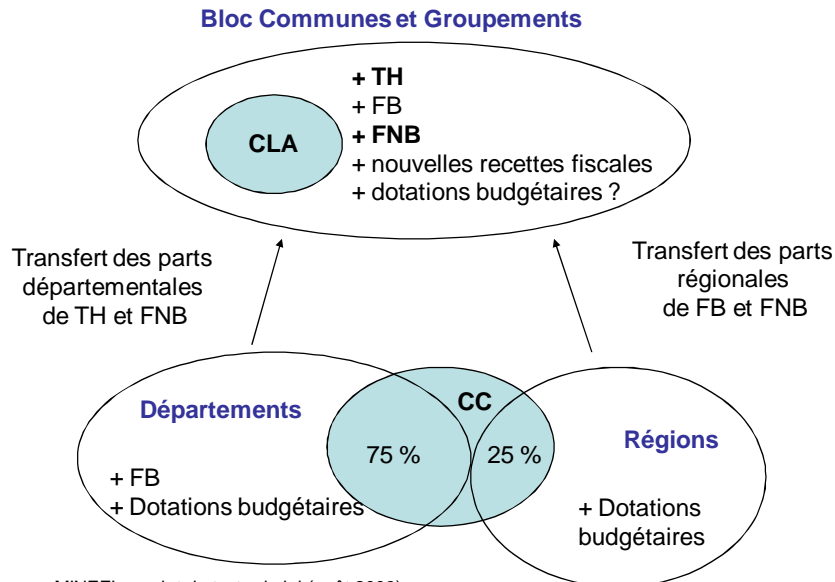 Bloc Communes et Groupements
+ TH
+ FB
+ FNB
+ nouvelles recettes fiscales
+ dotations budgétaires ?
CLA
Transfert des parts
départementales
de TH et FNB
Transfert des parts
régionales
de FB et FNB
Départements
+ FB
+ Dotations budgétaires
CC
75 %
25 %
Régions
+ Dotations
budgétaires